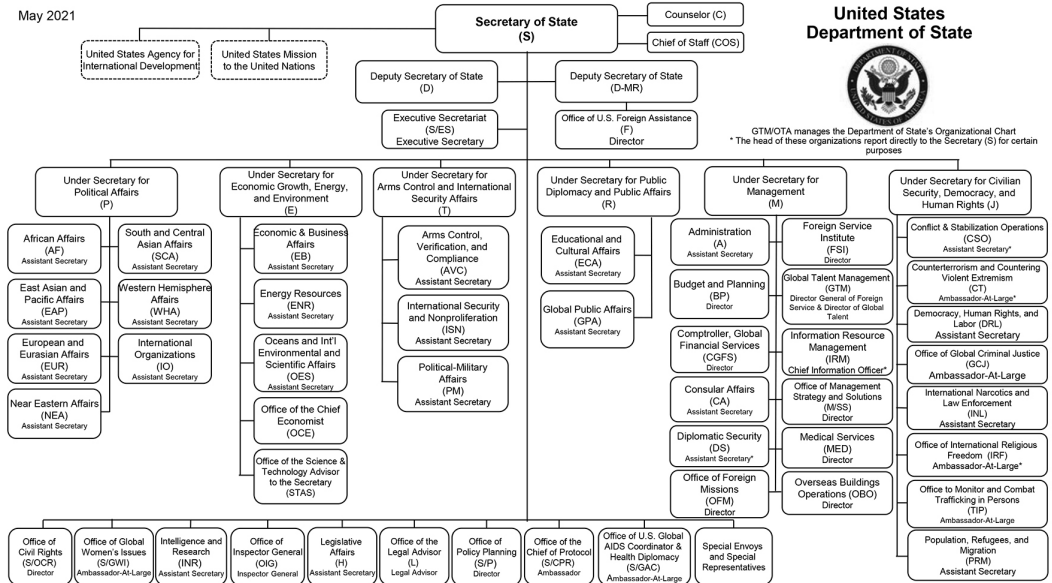 May 2021
Secretary of State
(S)
Counselor (C)
Chief of Staff (COS)
United States
Department of State
United States Agency for
International Development
United States Mission
to the United Nations
Deputy Secretary of State
(D)
Deputy Secretary of State
(D-MR)
Executive Secretariat
(S/ES)
Executive Secretary
Office of U.S. Foreign Assistance
(F)
Director
DEPARTMENT OF STATE
UNITED STATES OF AMERICA
GTM/OTA manages the Department of State's Organizational Chart
* The head of these organizations report directly to the Secretary (S) for certain
purposes
Under Secretary for
Political Affairs
(P)
African Affairs
(AF)
Assistant Secretary
South and Central
Asian Affairs
(SCA)
Assistant Secretary
East Asian and
Pacific Affairs
(EAP)
Assistant Secretary
Western Hemisphere
Affairs
(WHA)
Assistant Secretary
European and
Eurasian Affairs
(EUR)
Assistant Secretary
International
Organizations
(IO)
Assistant Secretary
Near Eastern Affairs
(NEA)
Assistant Secretary
Under Secretary for
Economic Growth, Energy,
and Environment
(E)
Economic & Business
Affairs
(EB)
Assistant Secretary
Energy Resources
(ENR)
Assistant Secretary
Oceans and Int'l
Environmental and
Scientific Affairs
(OES)
Assistant Secretary
Office of the Chief
Economist
(OCE)
Office of the Science &
Technology Advisor
to the Secretary
(STAS)
Under Secretary for
Arms Control and International
Security Affairs
(T)
Arms Control,
Verification, and
Compliance
(AVC)
Assistant Secretary
International Security
and Nonproliferation
(ISN)
Assistant Secretary
Political-Military
Affairs
(PM)
Assistant Secretary
Under Secretary for Public
Diplomacy and Public Affairs
(R)
Educational and
Cultural Affairs
(ECA)
Assistant Secretary
Global Public Affairs
(GPA)
Assistant Secretary
Under Secretary for
Management
(M)
Administration
(A)
Assistant Secretary
Foreign Service
Institute
(FSI)
Director
Budget and Planning
(BP)
Director
Global Talent Management
(GTM)
Director General of Foreign
Service & Director of Global
Talent
Comptroller, Global
Financial Services
(CGFS)
Assistant Secretary
Information Resource
Management
(IRM)
Chief Information Officer*
Consular Affairs
(CA)
Assistant Secretary
Office of Management
Strategy and Solutions
(M/SS)
Director
Diplomatic Security
(DS)
Assistant Secretary*
Medical Services
(MED)
Director
Office of Foreign
Missions
(OFM)
Director
Overseas Buildings
Operations (OBO)
Director
Under Secretary for Civilian
Security, Democracy, and
Human Rights (J)
Conflict & Stabilization Operations
(CSO)
Assistant Secretary*
Counterterrorism and Countering
Violent Extremism
(CT)
Ambassador-At-Large*
Democracy, Human Rights, and
Labor (DRL)
Assistant Secretary
Office of Global Criminal Justice
(GCJ)
Ambassador-At-Large
International Narcotics and
Law Enforcement
(INL)
Assistant Secretary
Office of International Religious
Freedom (IRF)
Ambassador-At-Large*
Office to Monitor and Combat
Trafficking in Persons
(TIP)
Ambassador-At-Large
Population, Refugees, and
Migration
(PRM)
Assistant Secretary
Office of
Civil Rights
(S/OCR)
Director
Office of Global
Women's Issues
(S/GWI)
Ambassador-At-Large
Intelligence and
Research
(INR)
Assistant Secretary
Office of
Inspector General
(OIG)
Inspector General
Legislative
Affairs
(H)
Assistant Secretary
Office of the
Legal Advisor
(L)
Legal Advisor
Office of
Policy Planning
(S/P)
Director
Office of the
Chief of Protocol
(S/CPR)
Ambassador
Office of U.S. Global
AIDS Coordinator &
Health Diplomacy
(S/GAC)
Ambassador-At-Large
Special Envoys
and Special
Representatives